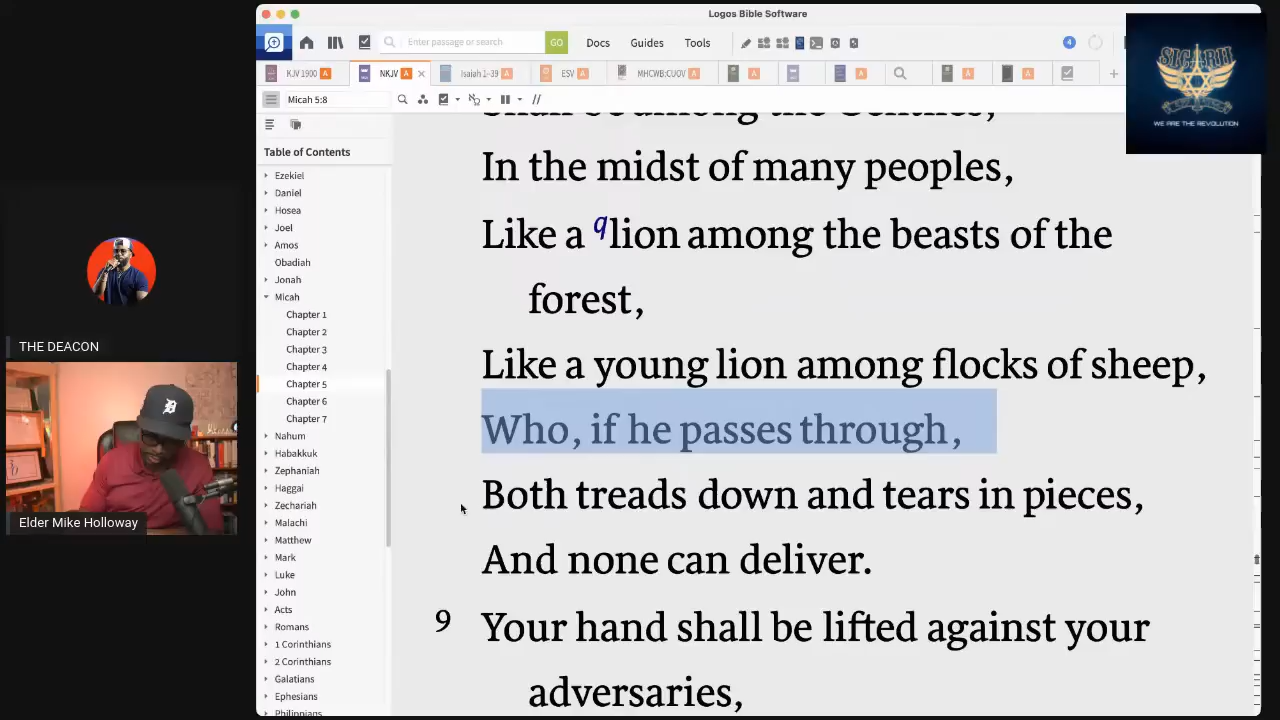 Logos Bible Software
Enter passage or search
GO
Docs
Guides
Tools
4
KJV 1900 A
NKJV A
Isaiah 1–39 A
ESV A
MHCWB:CUOV A
A
A
A
A
Micah 5:8
Table of Contents
Ezekiel
Daniel
Hosea
Joel
Amos
Obadiah
Jonah
Micah
Chapter 1
Chapter 2
Chapter 3
Chapter 4
Chapter 5
Chapter 6
Chapter 7
Nahum
Habakkuk
Zephaniah
Haggai
Zechariah
Malachi
Matthew
Mark
Luke
John
Acts
Romans
1 Corinthians
2 Corinthians
Galatians
Ephesians
Philippians
In the midst of many peoples,
Like a q lion among the beasts of the
forest,
Like a young lion among flocks of sheep,
Who, if he passes through,
Both treads down and tears in pieces,
And none can deliver.
9 Your hand shall be lifted against your
adversaries,
SICARII
WE ARE THE REVOLUTION
THE DEACON
Elder Mike Holloway